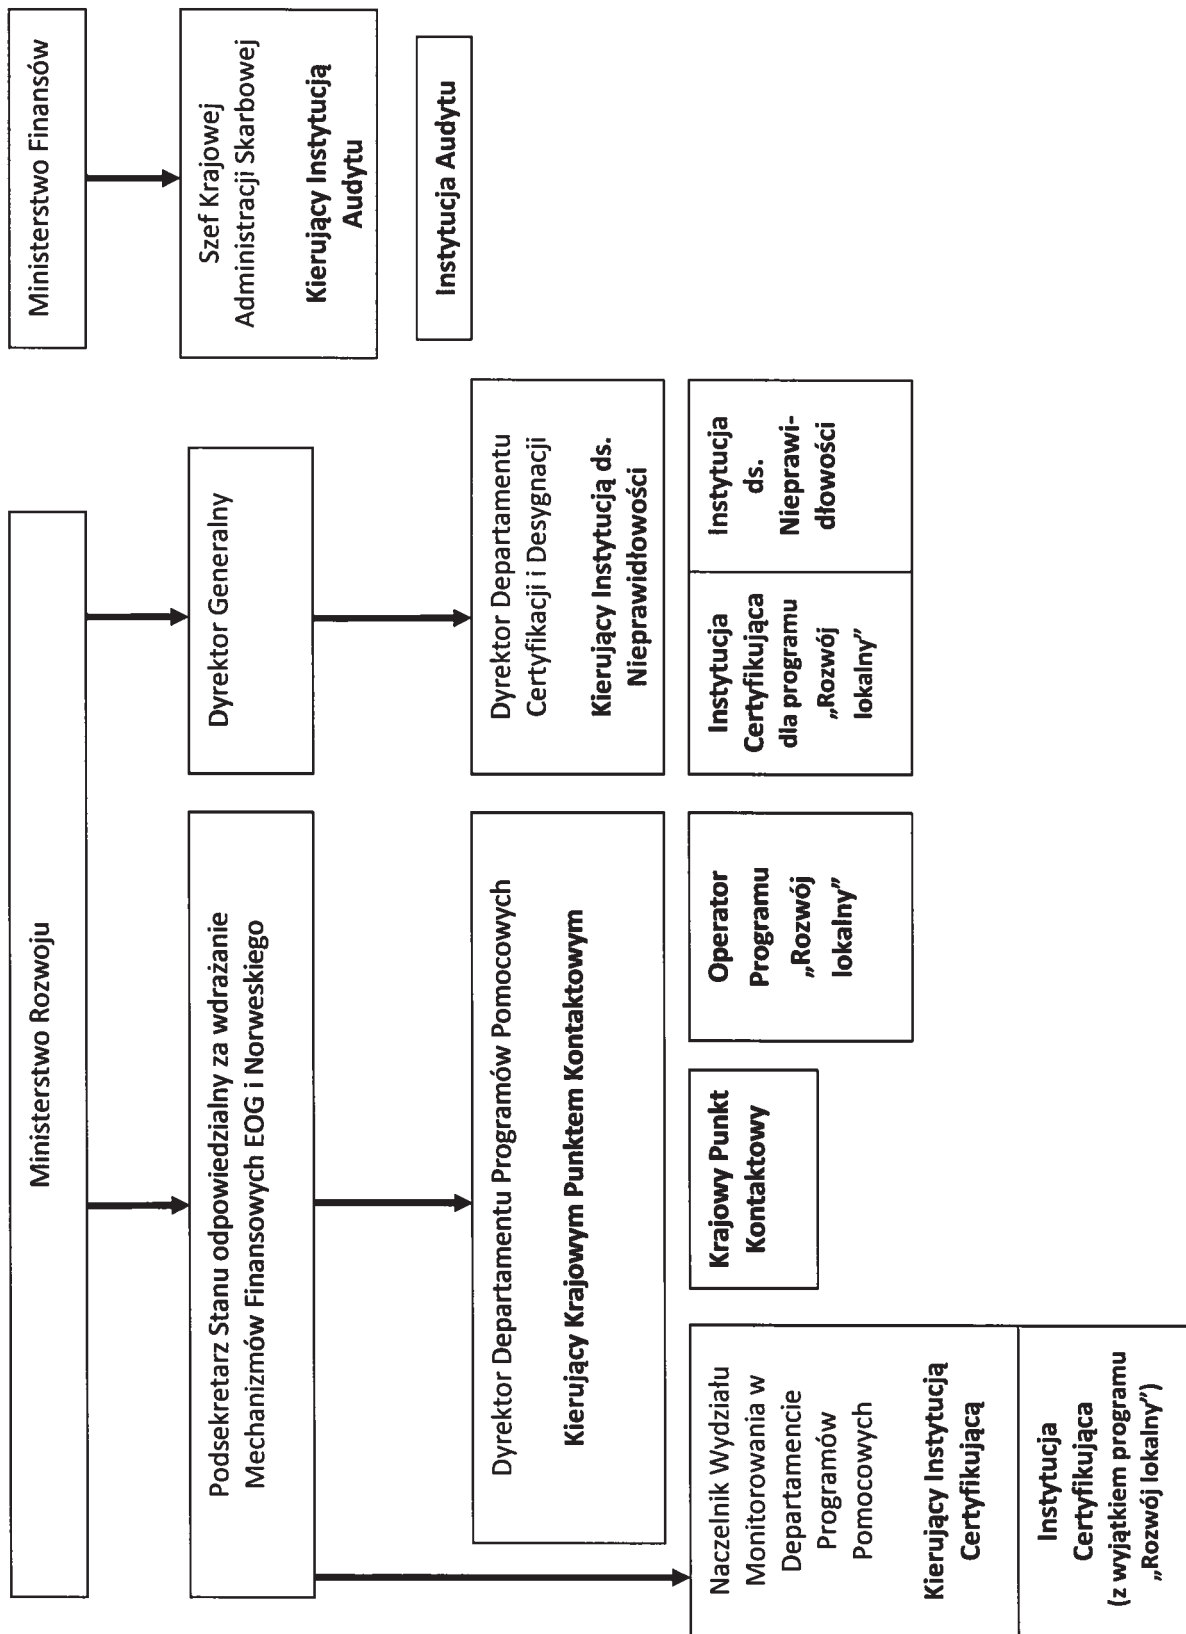 Ministerstwo Rozwoju
Ministerstwo Finansów
Podsekretarz Stanu odpowiedzialny za wdrażanie
Mechanizmów Finansowych EOG i Norweskiego
Dyrektor Generalny
Szef Krajowej
Administracji Skarbowej
Kierujący Instytucją
Audytu
Instytucja Audytu
Dyrektor Departamentu Programów Pomocowych
Kierujący Krajowym Punktem Kontaktowym
Dyrektor Departamentu
Certyfikacji i Desygnacji
Kierujący Instytucją ds.
Nieprawidłowości
Naczelnik Wydziału
Monitorowania w
Departamencie
Programów
Pomocowych
Kierujący Instytucją
Certyfikującą
Instytucja
Certyfikująca
(z wyjątkiem programu
„Rozwój lokalny”)
Krajowy Punkt
Kontaktowy
Operator
Programu
„Rozwój
lokalny”
Instytucja
Certyfikująca
dla programu
„Rozwój
lokalny”
Instytucja
ds.
Nieprawi-
dłowości